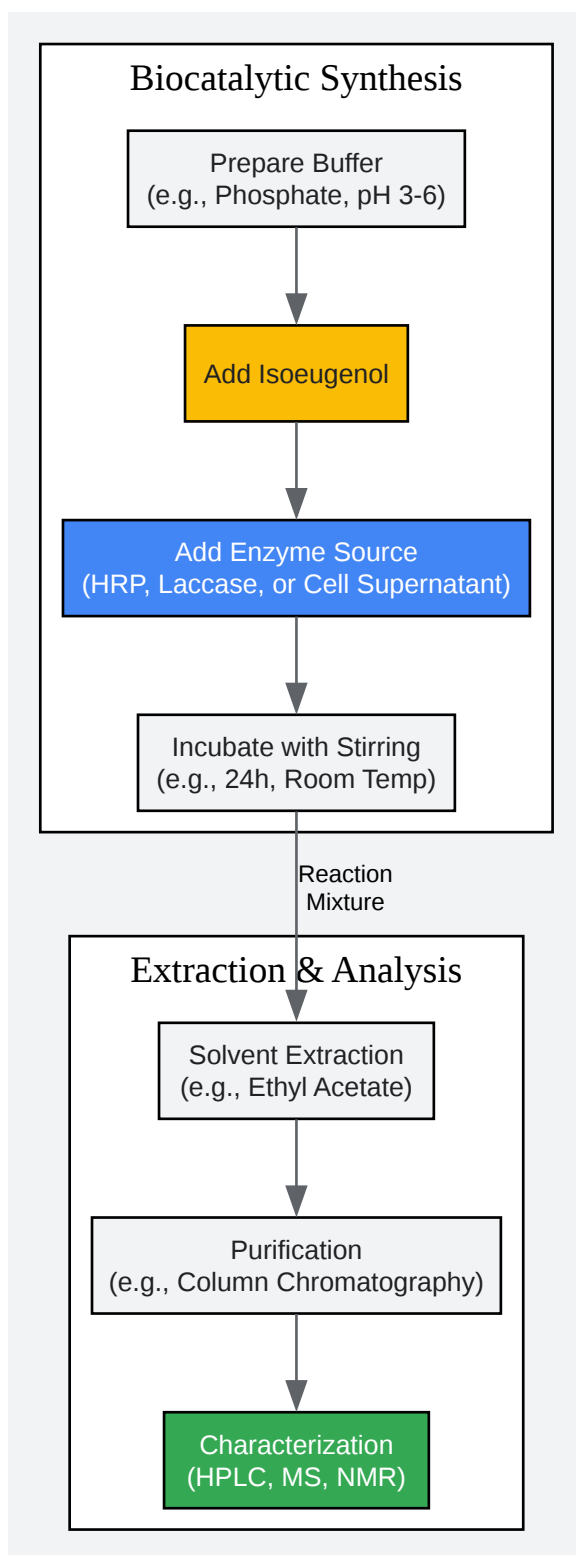 Biocatalytic Synthesis
Prepare Buffer
(e.g., Phosphate, pH 3-6)
Add Isoeugenol
Add Enzyme Source
(HRP, Laccase, or Cell Supernatant)
Incubate with Stirring
(e.g., 24h, Room Temp)
Reaction
Mixture
Extraction & Analysis
Solvent Extraction
(e.g., Ethyl Acetate)
Purification
(e.g., Column Chromatography)
Characterization
(HPLC, MS, NMR)